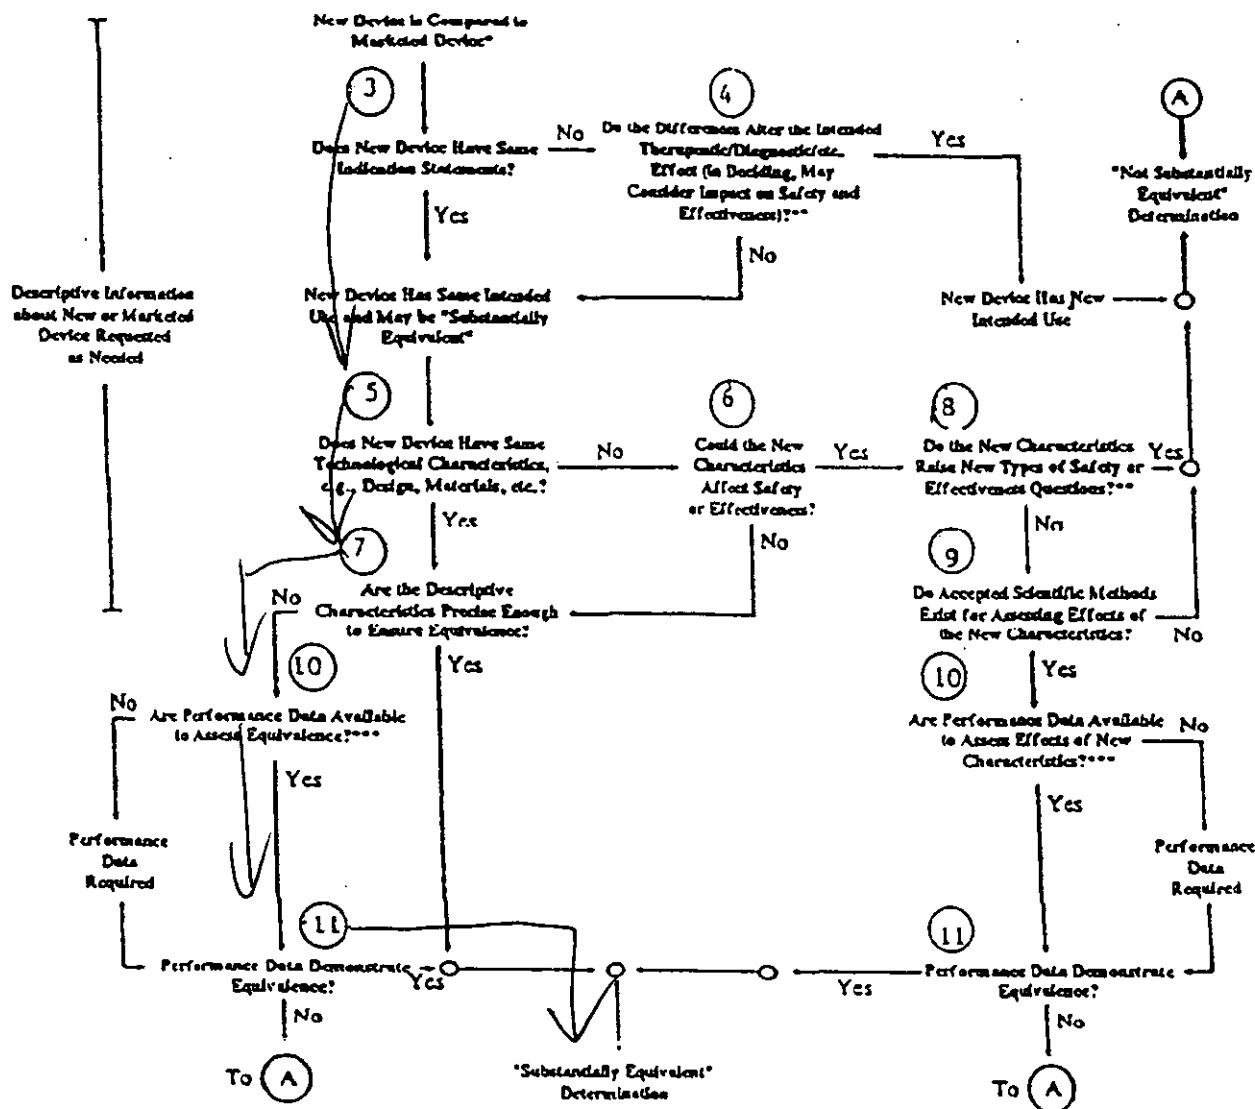 New Device is Compared to
Marketed Device*
3
4
A
Does New Device Have Same
Indication Statements?
No
Do the Differences Alter the Intended
Therapeutic/Diagnostic/etc.
Effect (in Deciding, May
Consider Impact on Safety and
Effectiveness)?**
Yes
"Not Substantially
Equivalent"
Determination
Yes
No
Descriptive Information
about New or Marketed
Device Requested
as Needed
New Device Has Same Intended
Use and May be "Substantially
Equivalent"
New Device Has New
Intended Use
5
6
8
Does New Device Have Same
Technological Characteristics,
e.g., Design, Materials, etc.?
No
Could the New
Characteristics
Affect Safety
or Effectiveness?
Yes
Do the New Characteristics
Raise New Types of Safety or
Effectiveness Questions?**
Yes
Yes
No
No
7
9
No
Are the Descriptive
Characteristics Precise Enough
to Ensure Equivalence?
Do Accepted Scientific Methods
Exist for Assessing Effects of
the New Characteristics?
No
10
Yes
10
Yes
No
Are Performance Data Available
to Assess Equivalence?***
Are Performance Data Available
to Assess Effects of New
Characteristics?***
No
Yes
Yes
Performance
Data
Required
Performance
Data
Required
11
11
Performance Data Demonstrate
Equivalence?
Yes
Yes
Performance Data Demonstrate
Equivalence?
No
No
To A
"Substantially Equivalent"
Determination
To A